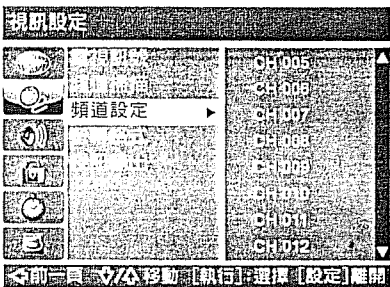 視訊設定
頻道設定
CH 005
CH 006
CH 007
CH 008
CH 009
CH 010
CH 011
CH 012
前一頁 移動 [執行]:選擇 [設定]離開